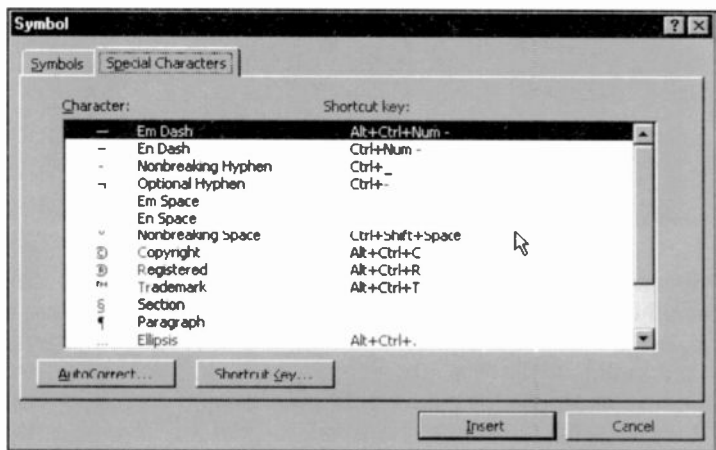 Symbol
Symbols Special Characters
Character: Shortcut key:
— Em Dash Alt+Ctrl+Num -
– En Dash Ctrl+Num -
- Nonbreaking Hyphen Ctrl+_
¬ Optional Hyphen Ctrl+-
Em Space
En Space
° Nonbreaking Space Ctrl+Shift+Space
© Copyright Alt+Ctrl+C
® Registered Alt+Ctrl+R
™ Trademark Alt+Ctrl+T
§ Section
¶ Paragraph
… Ellipsis Alt+Ctrl+.
AutoCorrect... Shortcut Key...
Insert Cancel